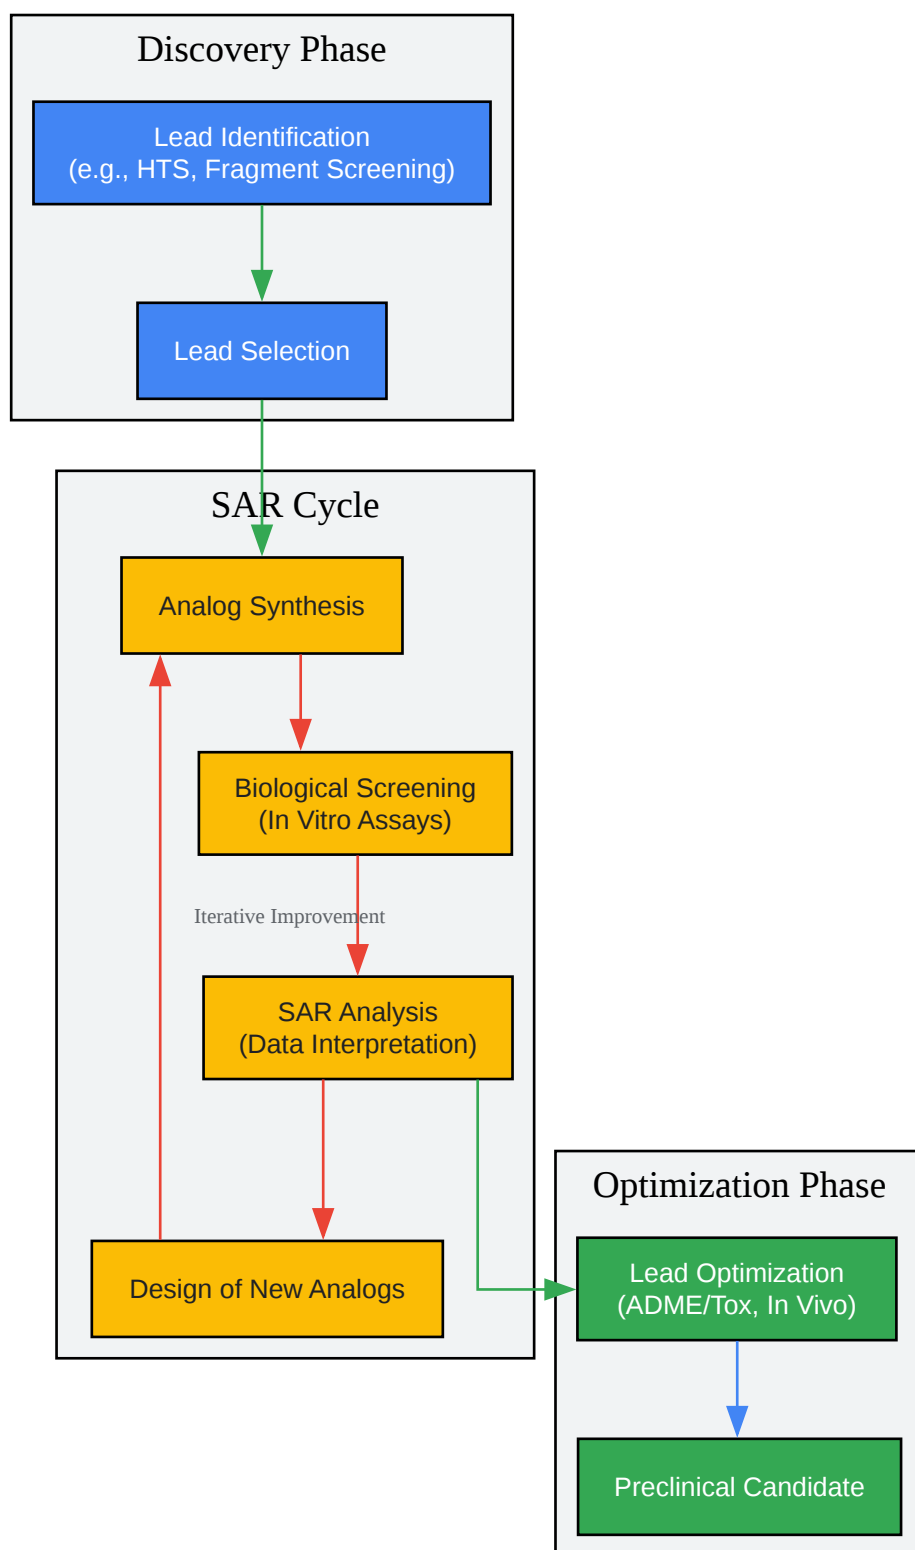 Discovery Phase
Lead Identification
(e.g., HTS, Fragment Screening)
Lead Selection
SAR Cycle
Analog Synthesis
Biological Screening
(In Vitro Assays)
Iterative Improvement
SAR Analysis
(Data Interpretation)
Design of New Analogs
Optimization Phase
Lead Optimization
(ADME/Tox, In Vivo)
Preclinical Candidate